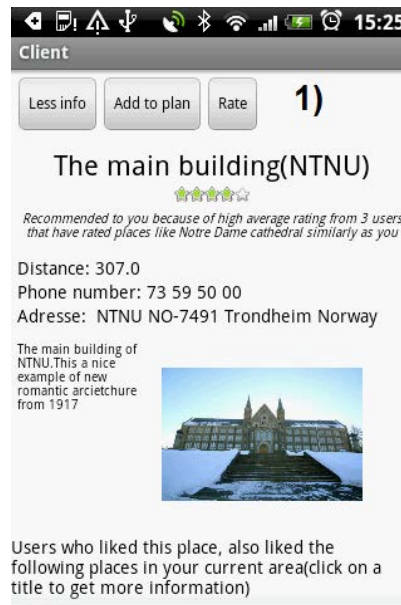 15:25
Client
Less info Add to plan Rate 1)
The main building(NTNU)
Recommended to you because of high average rating from 3 users
that have rated places like Notre Dame cathedral similarly as you
Distance: 307.0
Phone number: 73 59 50 00
Adresse: NTNU NO-7491 Trondheim Norway
The main building of
NTNU.This a nice
example of new
romantic arcietchure
from 1917
Users who liked this place, also liked the
following places in your current area(click on a
title to get more information)